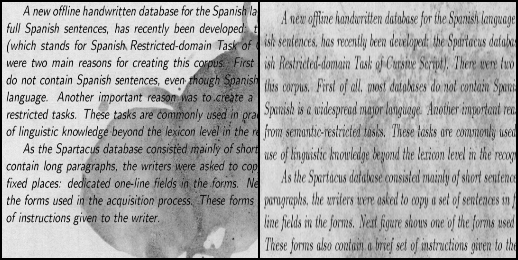 A new offline handwritten database for the Spanish la
full Spanish sentences, has recently been developed: t
(which stands for Spanish Restricted-domain Task of C
were two main reasons for creating this corpus. First
do not contain Spanish sentences, even though Spanish
language. Another important reason was to create a
restricted tasks. These tasks are commonly used in prac
of linguistic knowledge beyond the lexicon level in the re
As the Spartacus database consisted mainly of short
contain long paragraphs, the writers were asked to cop
fixed places: dedicated one-line fields in the forms. Ne
the forms used in the acquisition process. These forms
of instructions given to the writer.
A new offline handwritten database for the Spanish language
ish sentences, has recently been developed: the Spartacus databas
ish Restricted-domain Task of Cursive Script). There were two
this corpus. First of all, most databases do not contain Spani
Spanish is a widespread major language. Another important rea
from semantic-restricted tasks. These tasks are commonly used
use of linguistic knowledge beyond the lexicon level in the recogn
As the Spartacus database consisted mainly of short sentence
paragraphs, the writers were asked to copy a set of sentences in f
line fields in the forms. Next figure shows one of the forms used
These forms also contain a brief set of instructions given to the